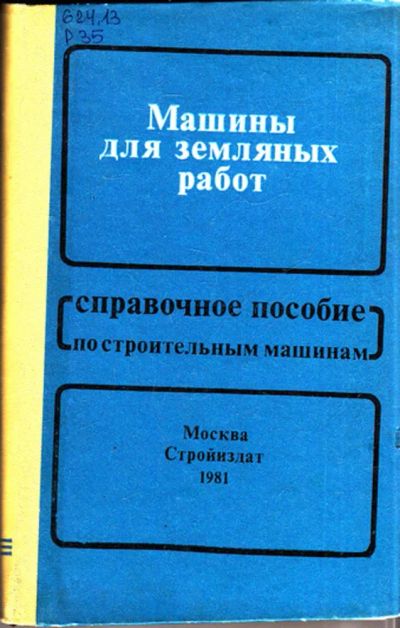 624.13
Р35
Машины
для земляных
работ
справочное пособие
по строительным машинам
Москва
Стройиздат
1981